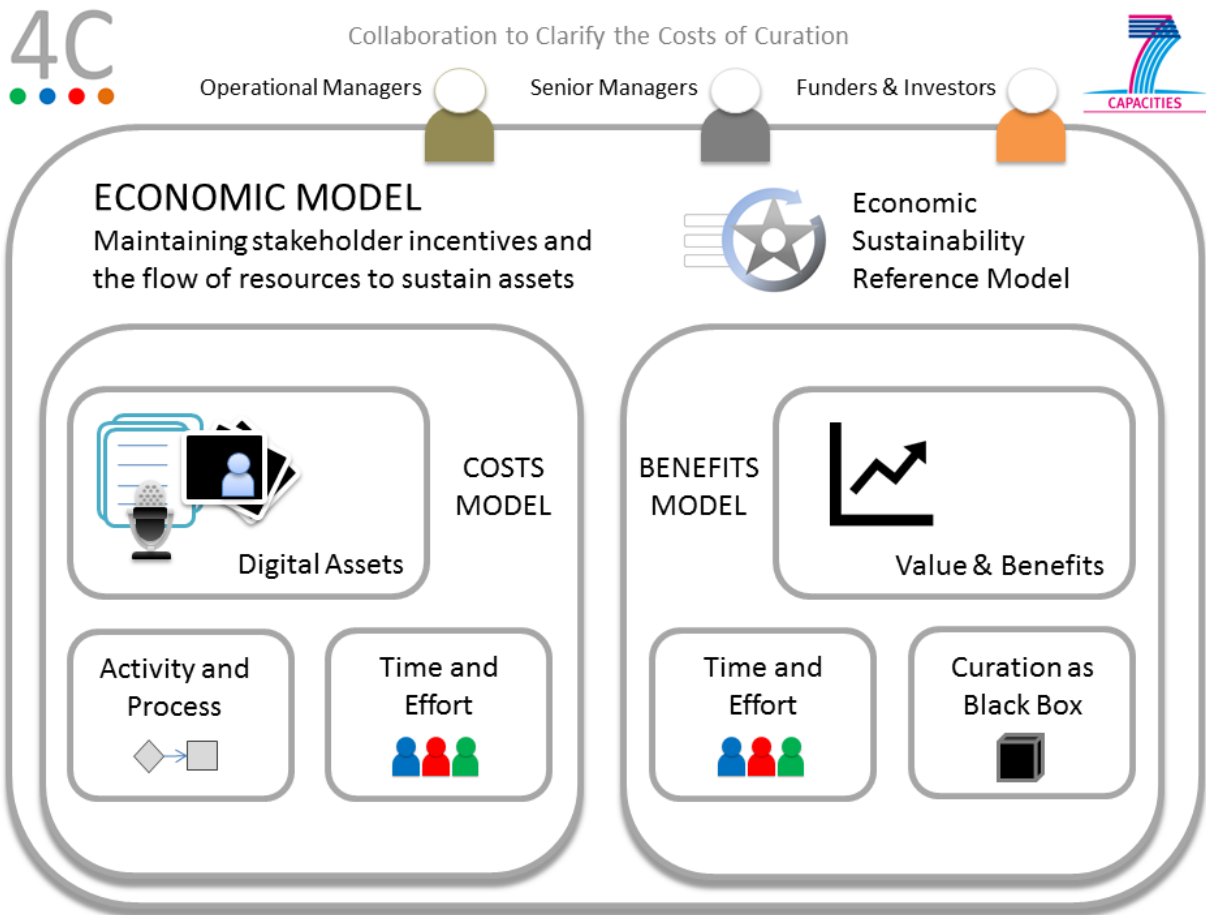 4C
Collaboration to Clarify the Costs of Curation
7
CAPACITIES
Operational Managers
Senior Managers
Funders & Investors
ECONOMIC MODEL
Maintaining stakeholder incentives and
the flow of resources to sustain assets
Economic
Sustainability
Reference Model
Digital Assets
COSTS
MODEL
Activity and
Process
Time and
Effort
BENEFITS
MODEL
Value & Benefits
Time and
Effort
Curation as
Black Box